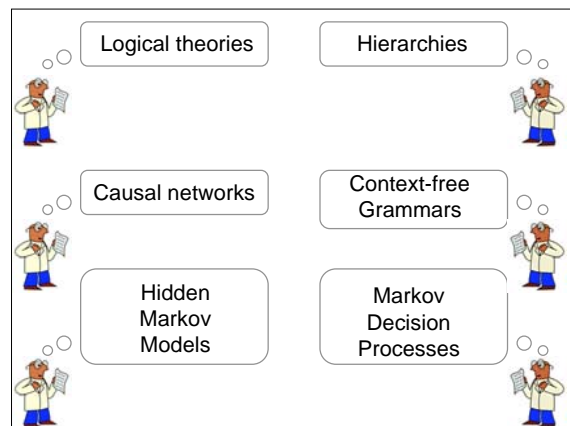 Logical theories
Hierarchies
Causal networks
Context-free
Grammars
Hidden
Markov
Models
Markov
Decision
Processes